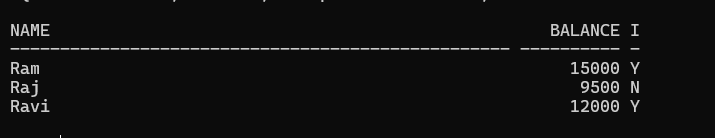 NAME                                                  BALANCE I
-------------------------------------------------- ---------- -
Ram                                                     15000 Y
Raj                                                      9500 N
Ravi                                                    12000 Y